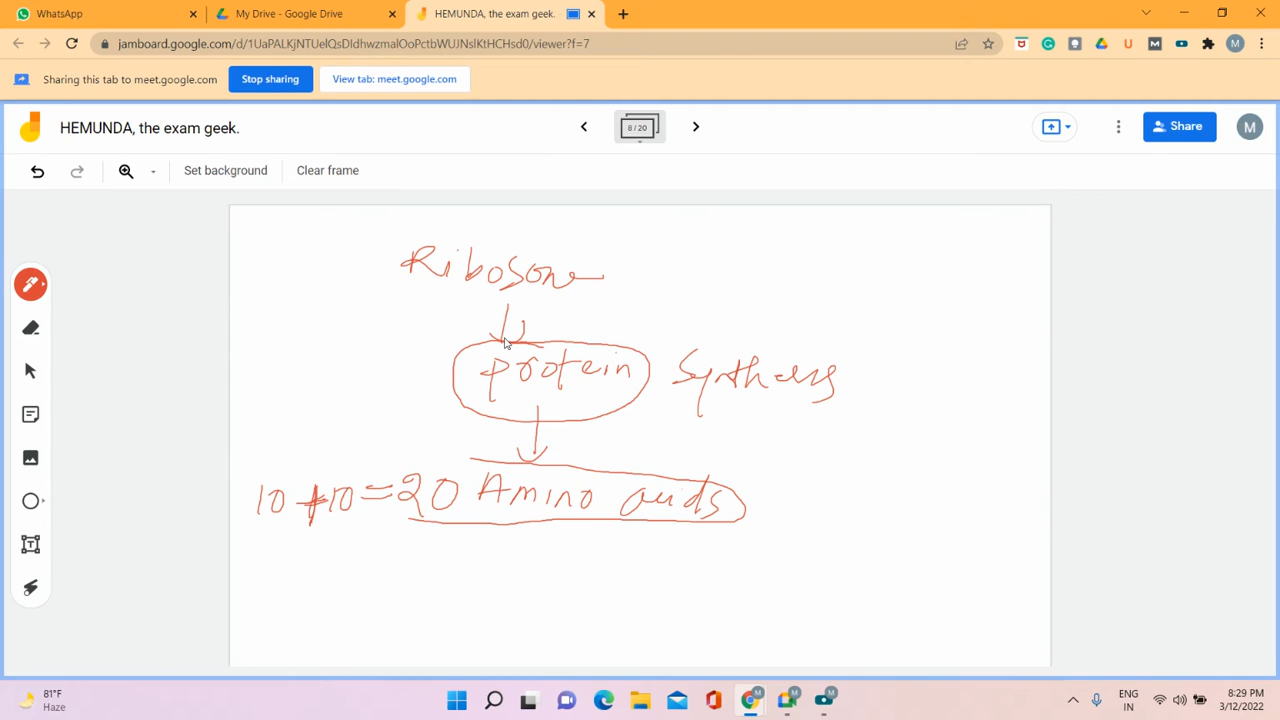 WhatsApp
My Drive - Google Drive
HEMUNDA, the exam geek.
jamboard.google.com/d/1UaPALKjNTUelQsDIdhwzmalOoPctbWUJNslKtHCHsd0/viewer?f=7
Sharing this tab to meet.google.com
Stop sharing
View tab: meet.google.com
HEMUNDA, the exam geek.
8 / 20
Share
M
Set background
Clear frame
Ribosome
Protein Synthesis
10 + 10 = 20 Amino acids
81°F
Haze
ENG
IN
8:29 PM
3/12/2022